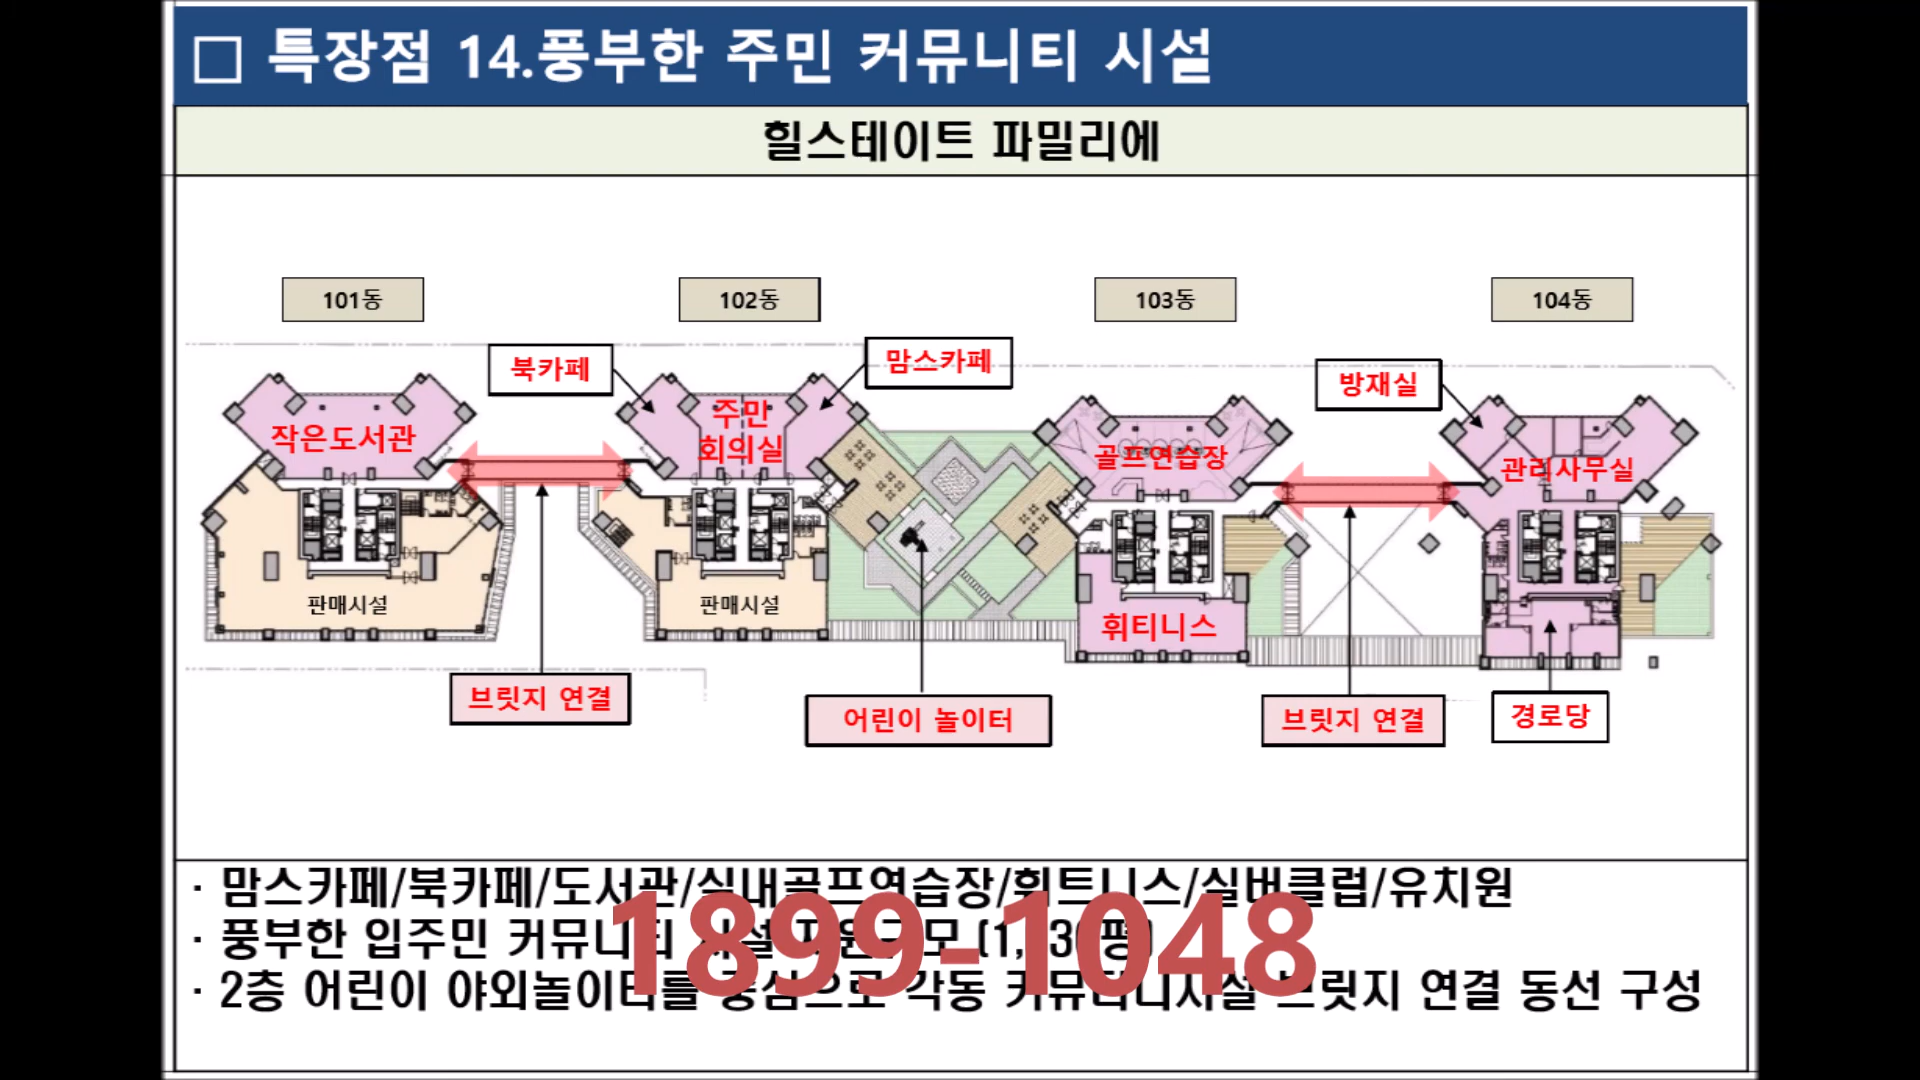 □ 특장점 14.풍부한 주민 커뮤니티 시설
힐스테이트 파밀리에
101동
102동
103동
104동
북카페
맘스카페
방재실
작은도서관
주만
회의실
골프연습장
관리사무실
판매시설
판매시설
휘티니스
브릿지 연결
어린이 놀이터
브릿지 연결
경로당
· 맘스카페/북카페/도서관/실내골프연습장/휘트니스/실버클럽/유치원
· 풍부한 입주민 커뮤니티 시설
1899-1048
· 2층 어린이 야외놀이터를 중심으로 각동 커뮤니티시설 브릿지 연결 동선 구성